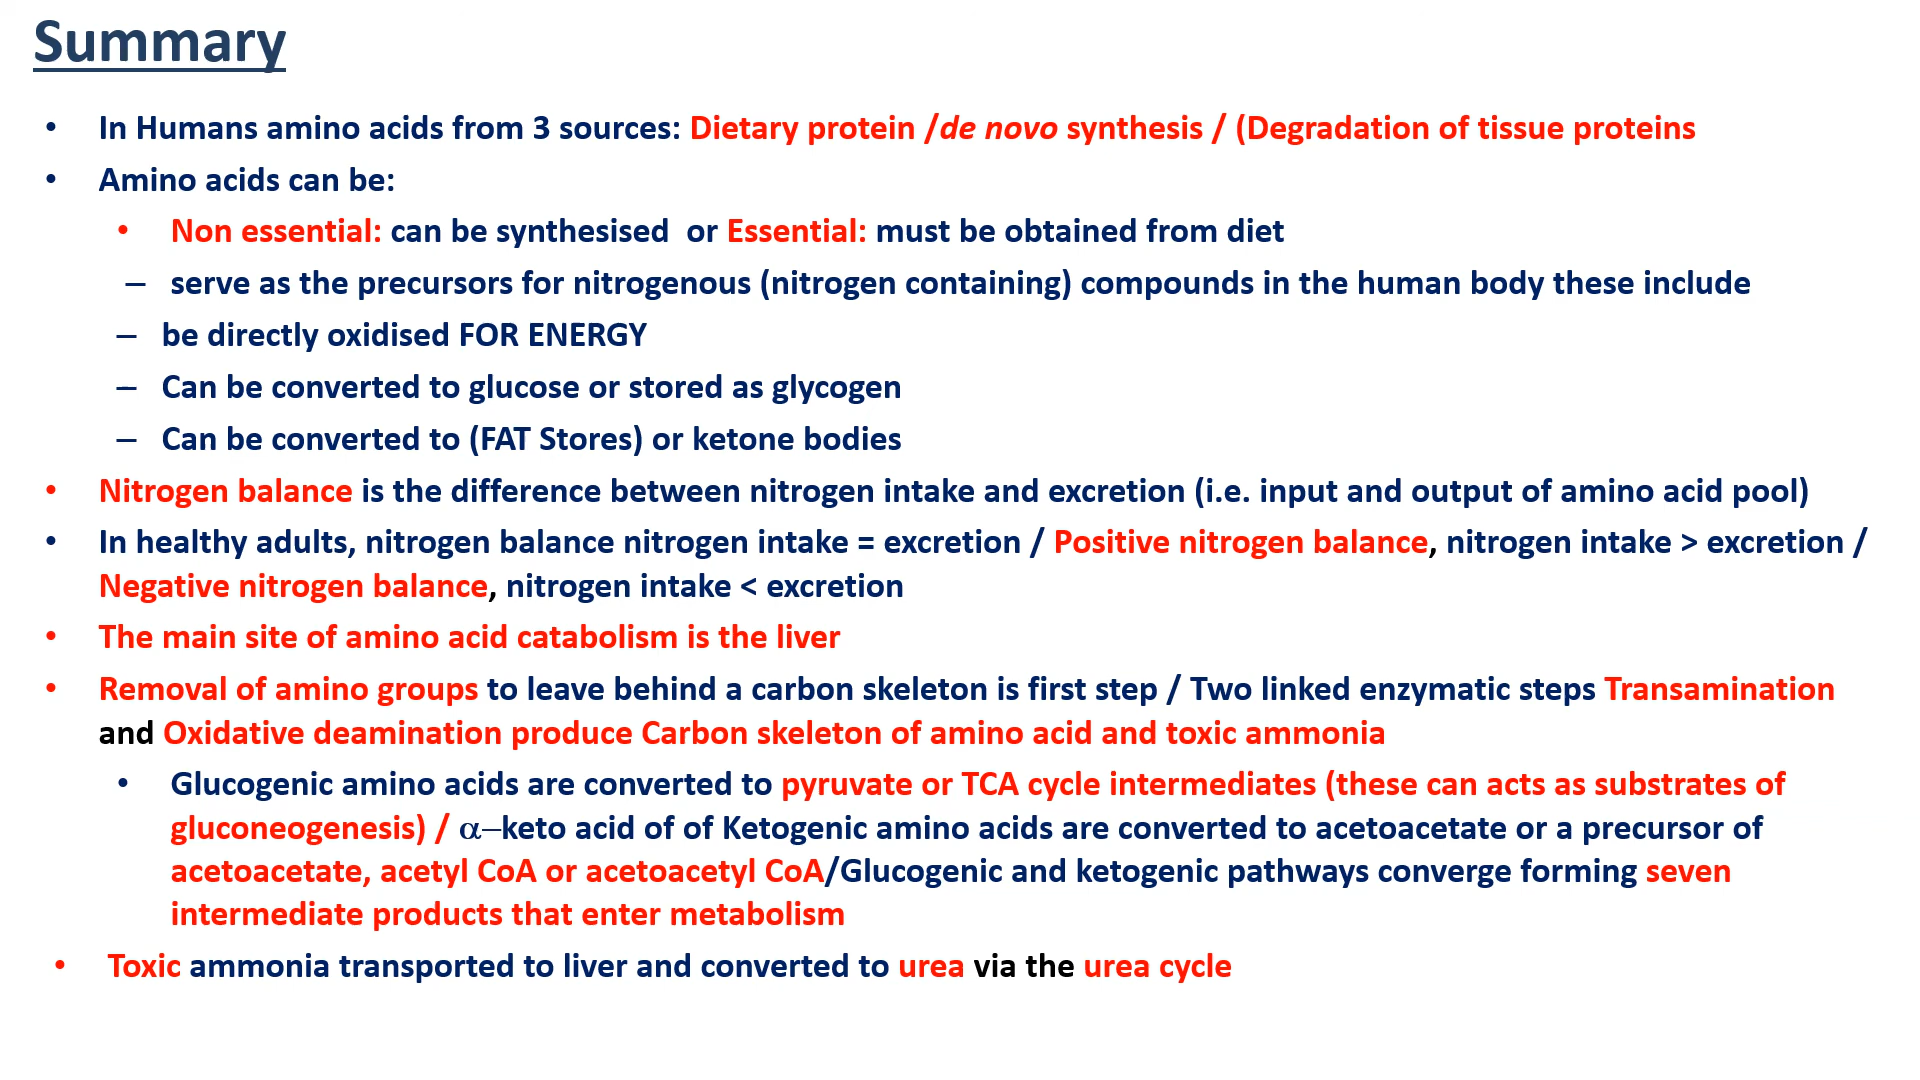 Summary
• In Humans amino acids from 3 sources: Dietary protein /de novo synthesis / (Degradation of tissue proteins
• Amino acids can be:
• Non essential: can be synthesised or Essential: must be obtained from diet
– serve as the precursors for nitrogenous (nitrogen containing) compounds in the human body these include
– be directly oxidised FOR ENERGY
– Can be converted to glucose or stored as glycogen
– Can be converted to (FAT Stores) or ketone bodies
• Nitrogen balance is the difference between nitrogen intake and excretion (i.e. input and output of amino acid pool)
• In healthy adults, nitrogen balance nitrogen intake = excretion / Positive nitrogen balance, nitrogen intake > excretion /
Negative nitrogen balance, nitrogen intake < excretion
• The main site of amino acid catabolism is the liver
• Removal of amino groups to leave behind a carbon skeleton is first step / Two linked enzymatic steps Transamination
and Oxidative deamination produce Carbon skeleton of amino acid and toxic ammonia
• Glucogenic amino acids are converted to pyruvate or TCA cycle intermediates (these can acts as substrates of
gluconeogenesis) / α–keto acid of of Ketogenic amino acids are converted to acetoacetate or a precursor of
acetoacetate, acetyl CoA or acetoacetyl CoA/Glucogenic and ketogenic pathways converge forming seven
intermediate products that enter metabolism
• Toxic ammonia transported to liver and converted to urea via the urea cycle